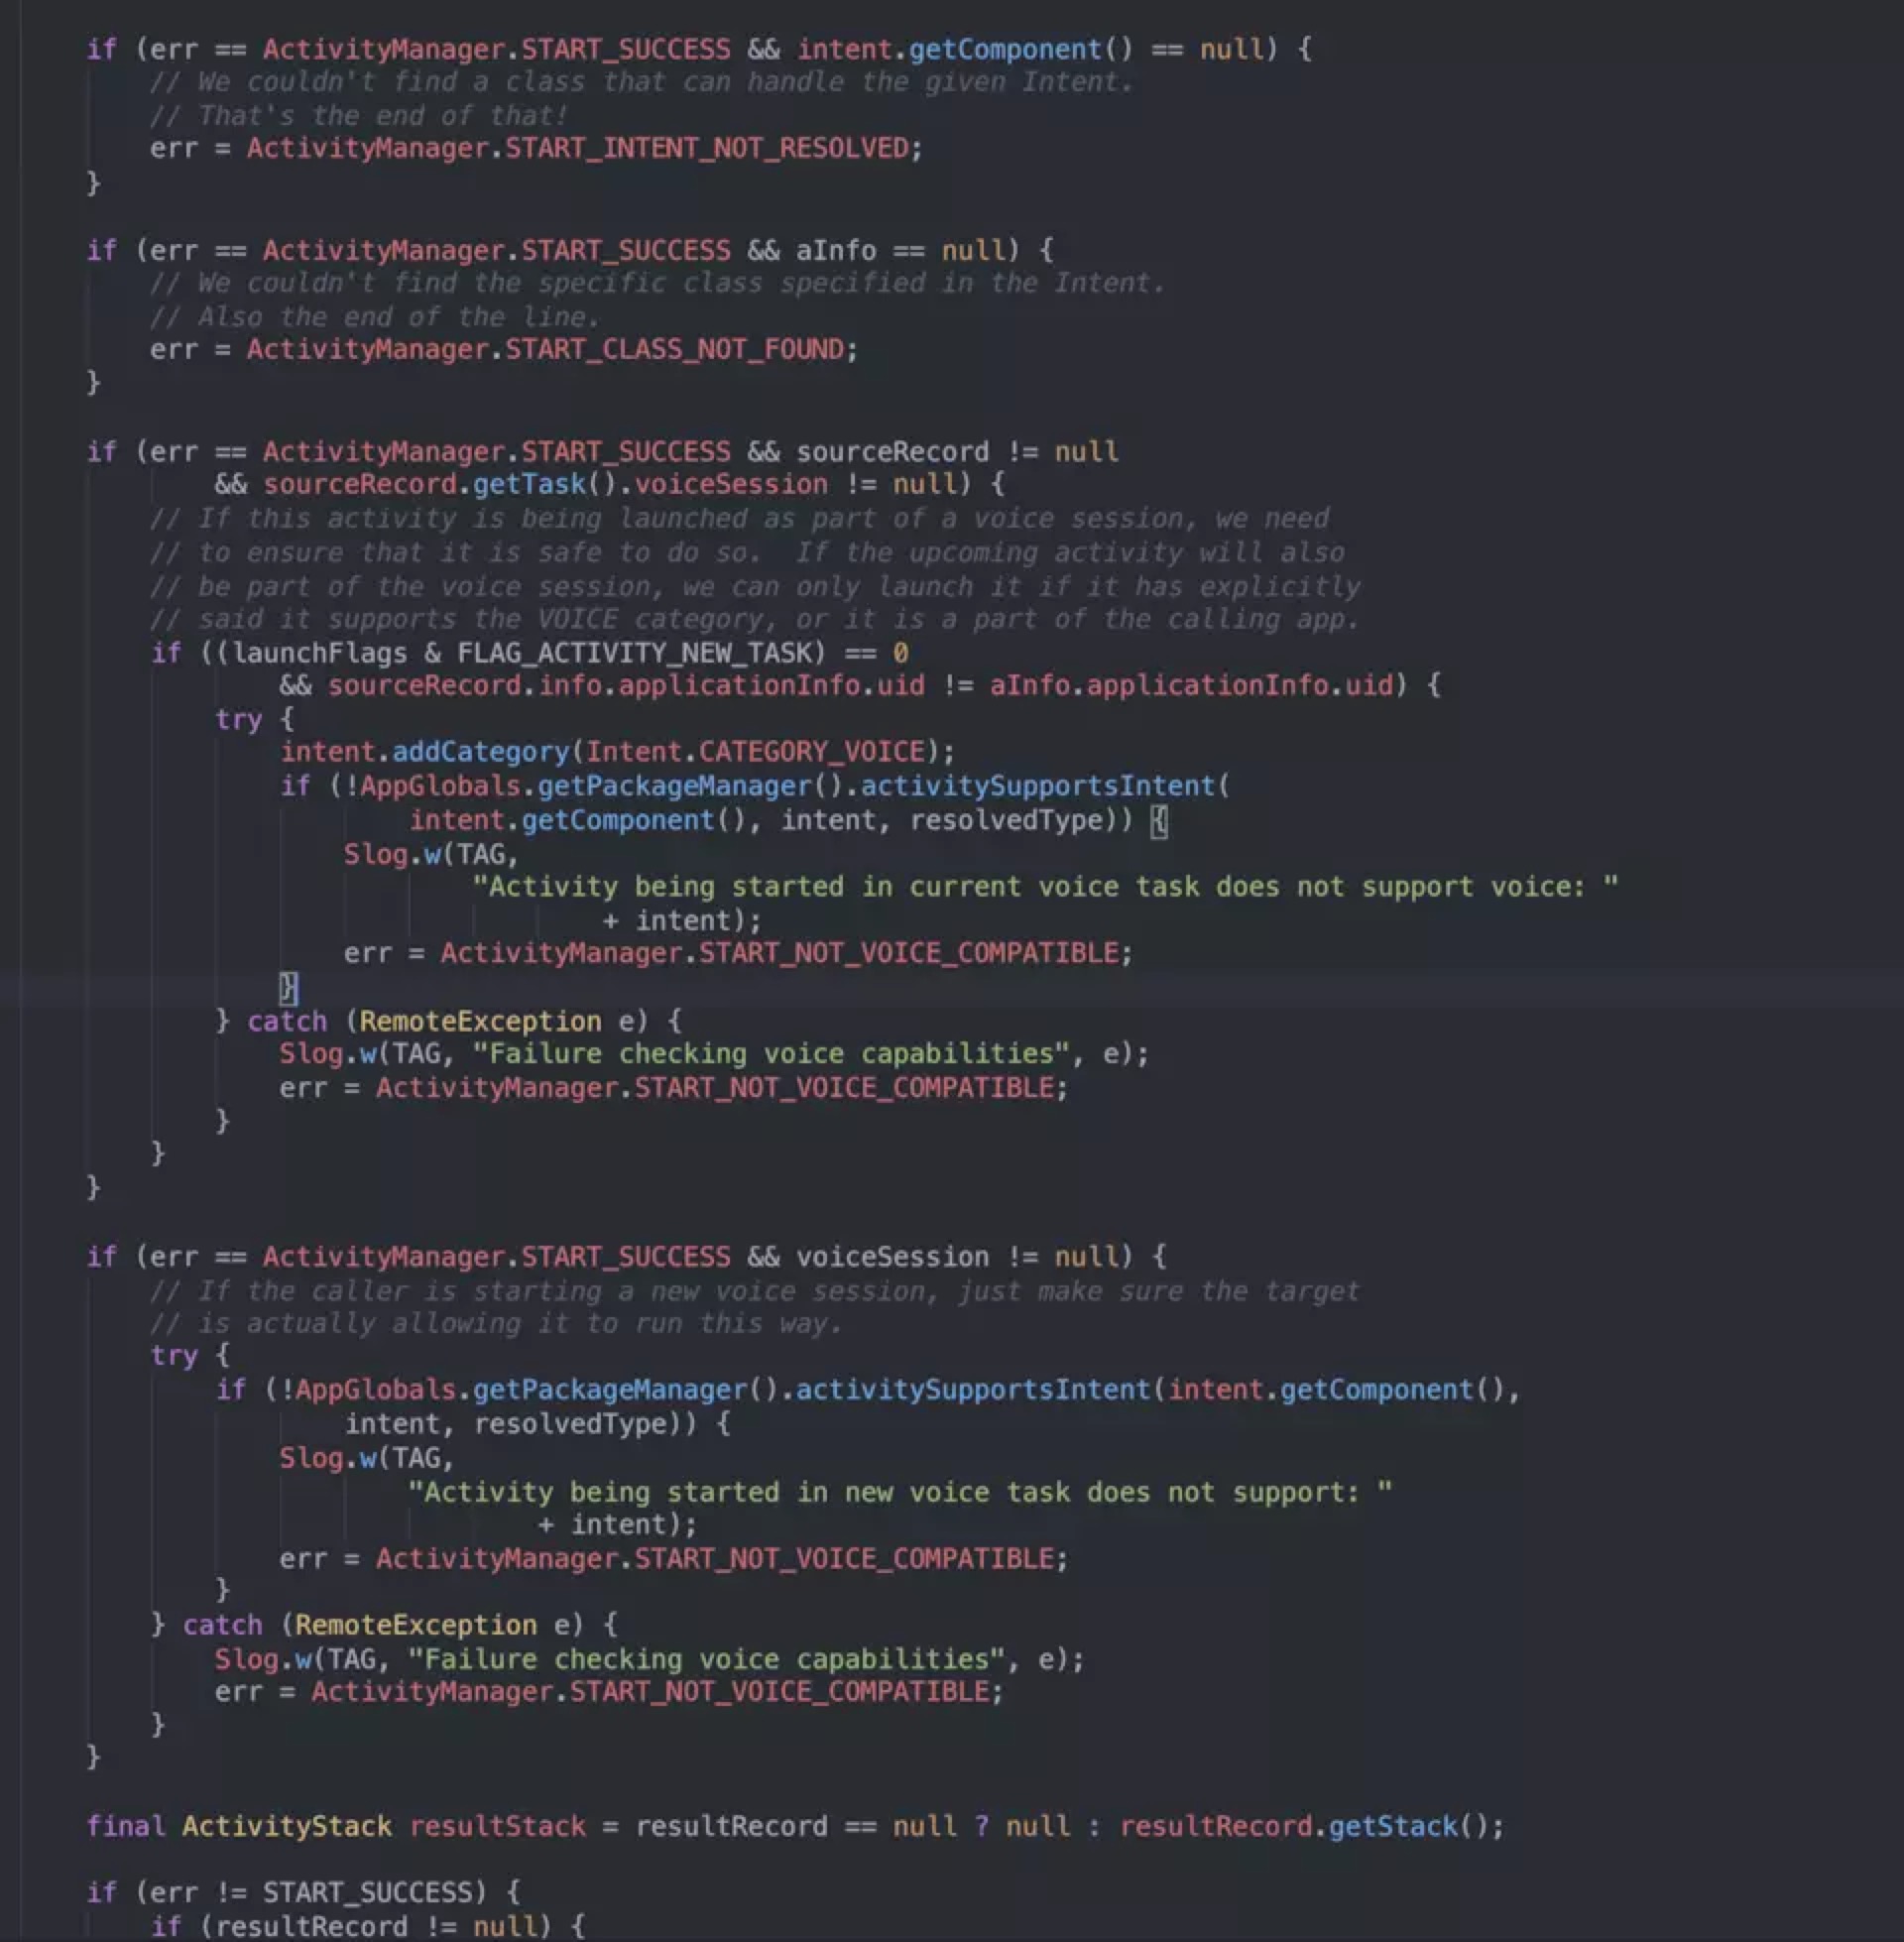 if (err == ActivityManager.START_SUCCESS && intent.getComponent() == null) {
// We couldn't find a class that can handle the given Intent.
// That's the end of that!
err = ActivityManager.START_INTENT_NOT_RESOLVED;
}
if (err == ActivityManager.START_SUCCESS && aInfo == null) {
// We couldn't find the specific class specified in the Intent.
// Also the end of the line.
err = ActivityManager.START_CLASS_NOT_FOUND;
}
if (err == ActivityManager.START_SUCCESS && sourceRecord != null
&& sourceRecord.getTask().voiceSession != null) {
// If this activity is being launched as part of a voice session, we need
// to ensure that it is safe to do so.  If the upcoming activity will also
// be part of the voice session, we can only launch it if it has explicitly
// said it supports the VOICE category, or it is a part of the calling app.
if ((launchFlags & FLAG_ACTIVITY_NEW_TASK) == 0
&& sourceRecord.info.applicationInfo.uid != aInfo.applicationInfo.uid) {
try {
intent.addCategory(Intent.CATEGORY_VOICE);
if (!AppGlobals.getPackageManager().activitySupportsIntent(
intent.getComponent(), intent, resolvedType)) {
Slog.w(TAG,
"Activity being started in current voice task does not support voice: "
+ intent);
err = ActivityManager.START_NOT_VOICE_COMPATIBLE;
}
} catch (RemoteException e) {
Slog.w(TAG, "Failure checking voice capabilities", e);
err = ActivityManager.START_NOT_VOICE_COMPATIBLE;
}
}
}
if (err == ActivityManager.START_SUCCESS && voiceSession != null) {
// If the caller is starting a new voice session, just make sure the target
// is actually allowing it to run this way.
try {
if (!AppGlobals.getPackageManager().activitySupportsIntent(intent.getComponent(),
intent, resolvedType)) {
Slog.w(TAG,
"Activity being started in new voice task does not support: "
+ intent);
err = ActivityManager.START_NOT_VOICE_COMPATIBLE;
}
} catch (RemoteException e) {
Slog.w(TAG, "Failure checking voice capabilities", e);
err = ActivityManager.START_NOT_VOICE_COMPATIBLE;
}
}
final ActivityStack resultStack = resultRecord == null ? null : resultRecord.getStack();
if (err != START_SUCCESS) {
if (resultRecord != null) {